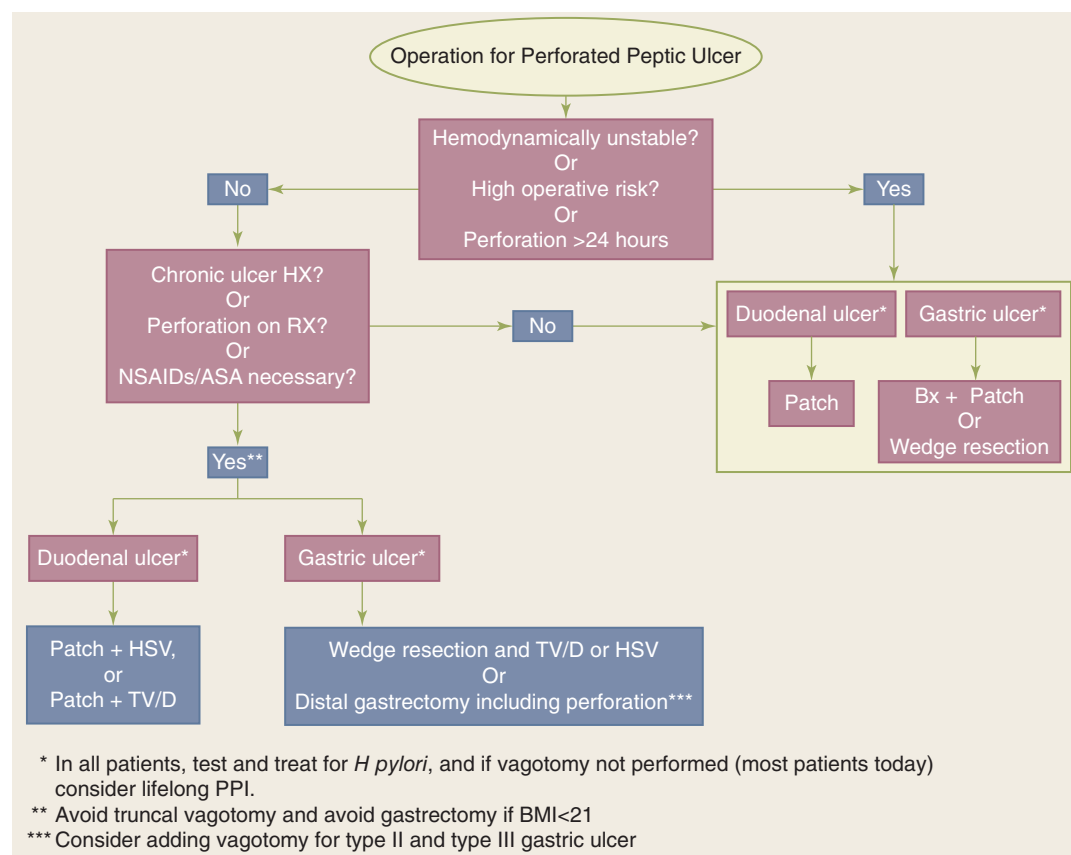 Operation for Perforated Peptic Ulcer
Hemodynamically unstable?
Or
High operative risk?
Or
Perforation >24 hours
No
Yes
Chronic ulcer HX?
Or
Perforation on RX?
Or
NSAIDs/ASA necessary?
No
Duodenal ulcer*
Gastric ulcer*
Patch
Bx + Patch
Or
Wedge resection
Yes**
Duodenal ulcer*
Gastric ulcer*
Patch + HSV,
or
Patch + TV/D
Wedge resection and TV/D or HSV
Or
Distal gastrectomy including perforation***
* In all patients, test and treat for H pylori, and if vagotomy not performed (most patients today)
consider lifelong PPI.
** Avoid truncal vagotomy and avoid gastrectomy if BMI<21
*** Consider adding vagotomy for type II and type III gastric ulcer